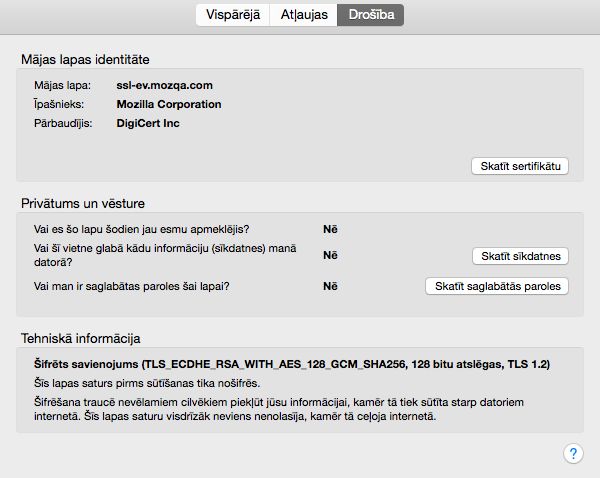 Vispārējā Atļaujas Drošība
Mājas lapas identitāte
Mājas lapa: ssl-ev.mozqa.com
Īpašnieks: Mozilla Corporation
Pārbaudījis: DigiCert Inc
Skatīt sertifikātu
Privātums un vēsture
Vai es šo lapu šodien jau esmu apmeklējis? Nē
Vai šī vietne glabā kādu informāciju (sīkdatnes) manā
datorā? Nē Skatīt sīkdatnes
Vai man ir saglabātas paroles šai lapai? Nē Skatīt saglabātās paroles
Tehniskā informācija
Šifrēts savienojums (TLS_ECDHE_RSA_WITH_AES_128_GCM_SHA256, 128 bitu atslēgas, TLS 1.2)
Šīs lapas saturs pirms sūtīšanas tika nošifrēs.
Šifrēšana traucē nevēlamiem cilvēkiem piekļūt jūsu informācijai, kamēr tā tiek sūtīta starp datoriem
internetā. Šīs lapas saturu visdrīzāk neviens nenolasīja, kamēr tā ceļoja internetā.
?